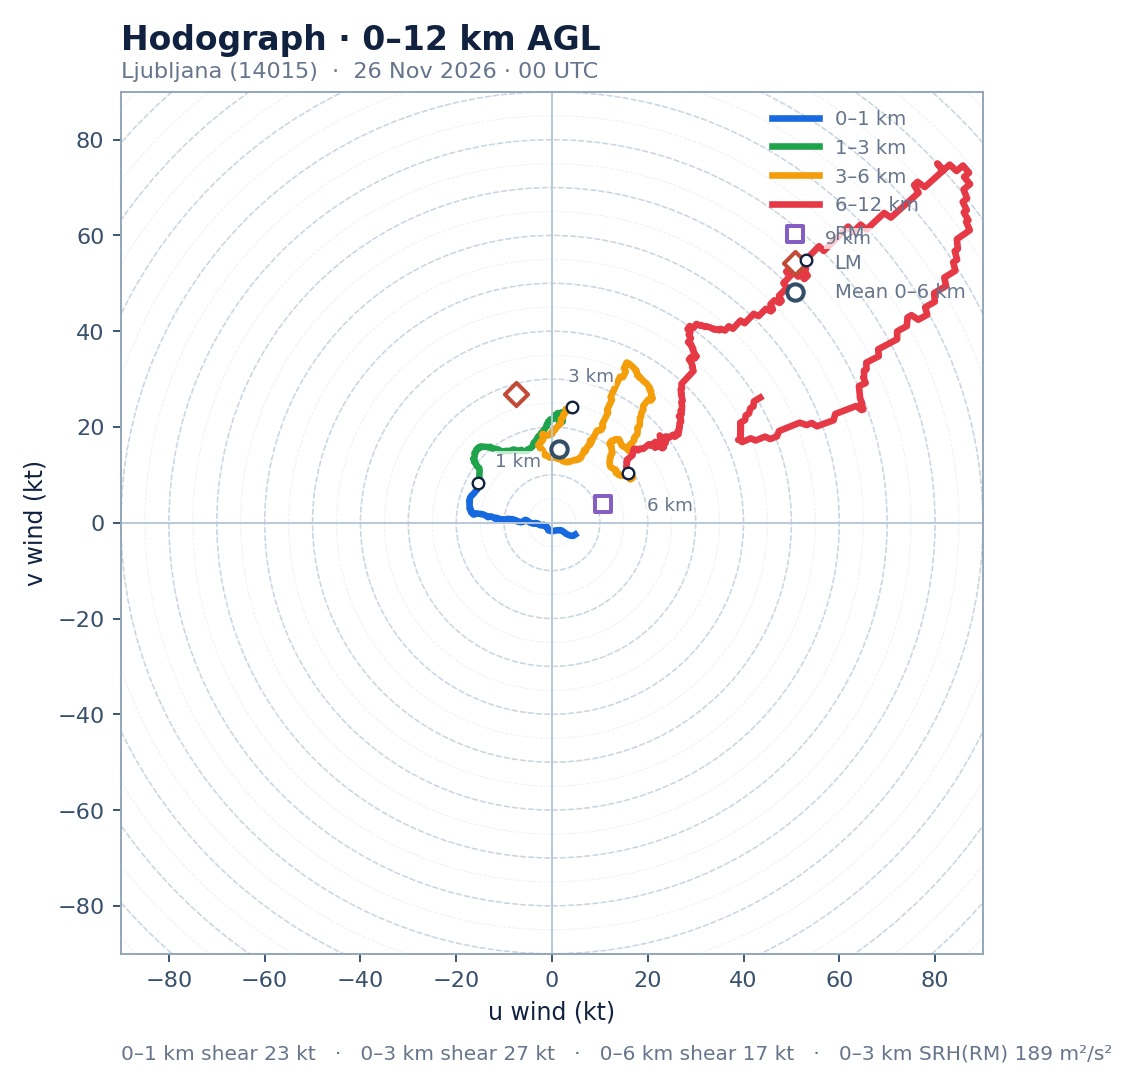 Hodograph · 0–12 km AGL
Ljubljana (14015) · 26 Nov 2026 · 00 UTC
0–1 km
1–3 km
3–6 km
6–12 km
RM
9 km
LM
Mean 0–6 km
3 km
1 km
6 km
80
60
40
20
0
−20
−40
−60
−80
v wind (kt)
−80 −60 −40 −20 0 20 40 60 80
u wind (kt)
0–1 km shear 23 kt · 0–3 km shear 27 kt · 0–6 km shear 17 kt · 0–3 km SRH(RM) 189 m²/s²